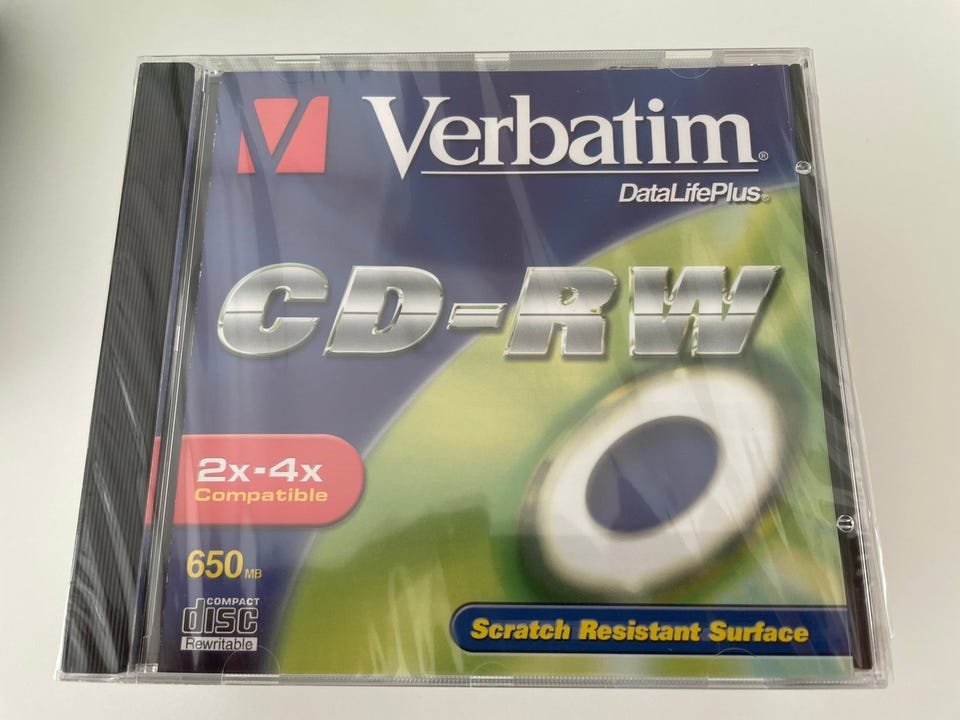 Verbatim®
DataLifePlus®
CD-RW
2x-4x
Compatible
650 MB
COMPACT
disc
Rewritable
Scratch Resistant Surface